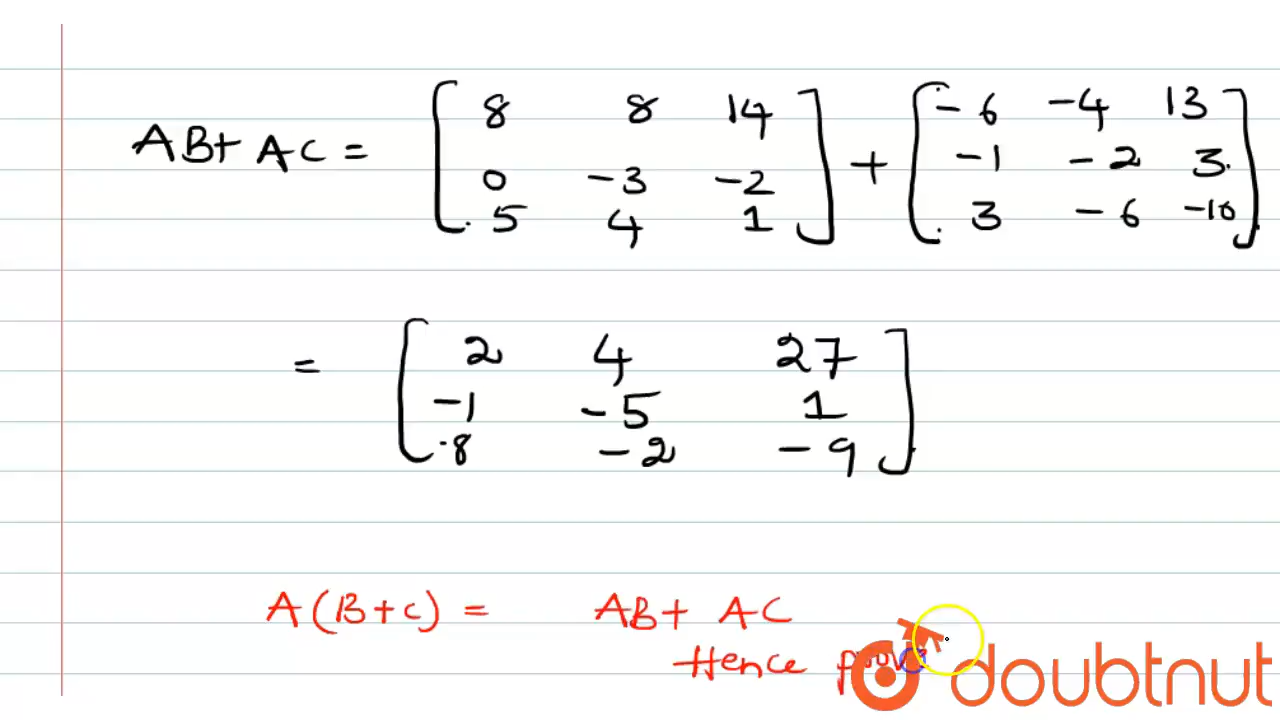 AB + AC = [ 8 8 14 ] + [ -6 -4 13 ]
[ 0 -3 -2 ] [ -1 -2 3 ]
[ 5 4 1 ] [ 3 -6 -10 ]
= [ 2 4 27 ]
[ -1 -5 1 ]
[ 8 -2 -9 ]
A(B+C) = AB + AC
Hence
doubtnut